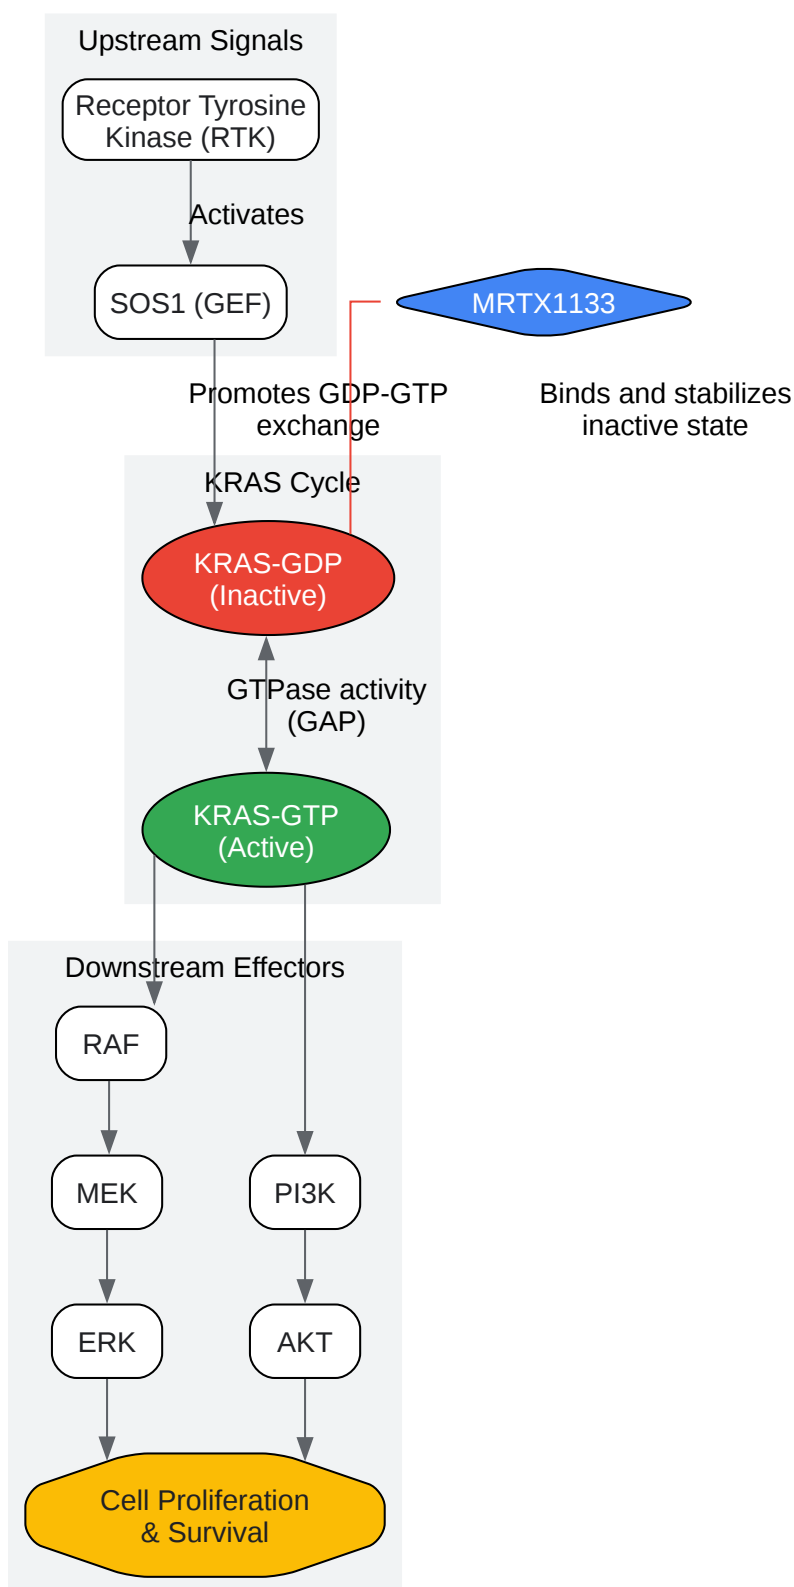 Upstream Signals
Receptor Tyrosine
Kinase (RTK)
Activates
SOS1 (GEF)
MRTX1133
Promotes GDP-GTP
exchange
Binds and stabilizes
inactive state
KRAS Cycle
KRAS-GDP
(Inactive)
GTPase activity
(GAP)
KRAS-GTP
(Active)
Downstream Effectors
RAF
MEK
PI3K
ERK
AKT
Cell Proliferation
& Survival